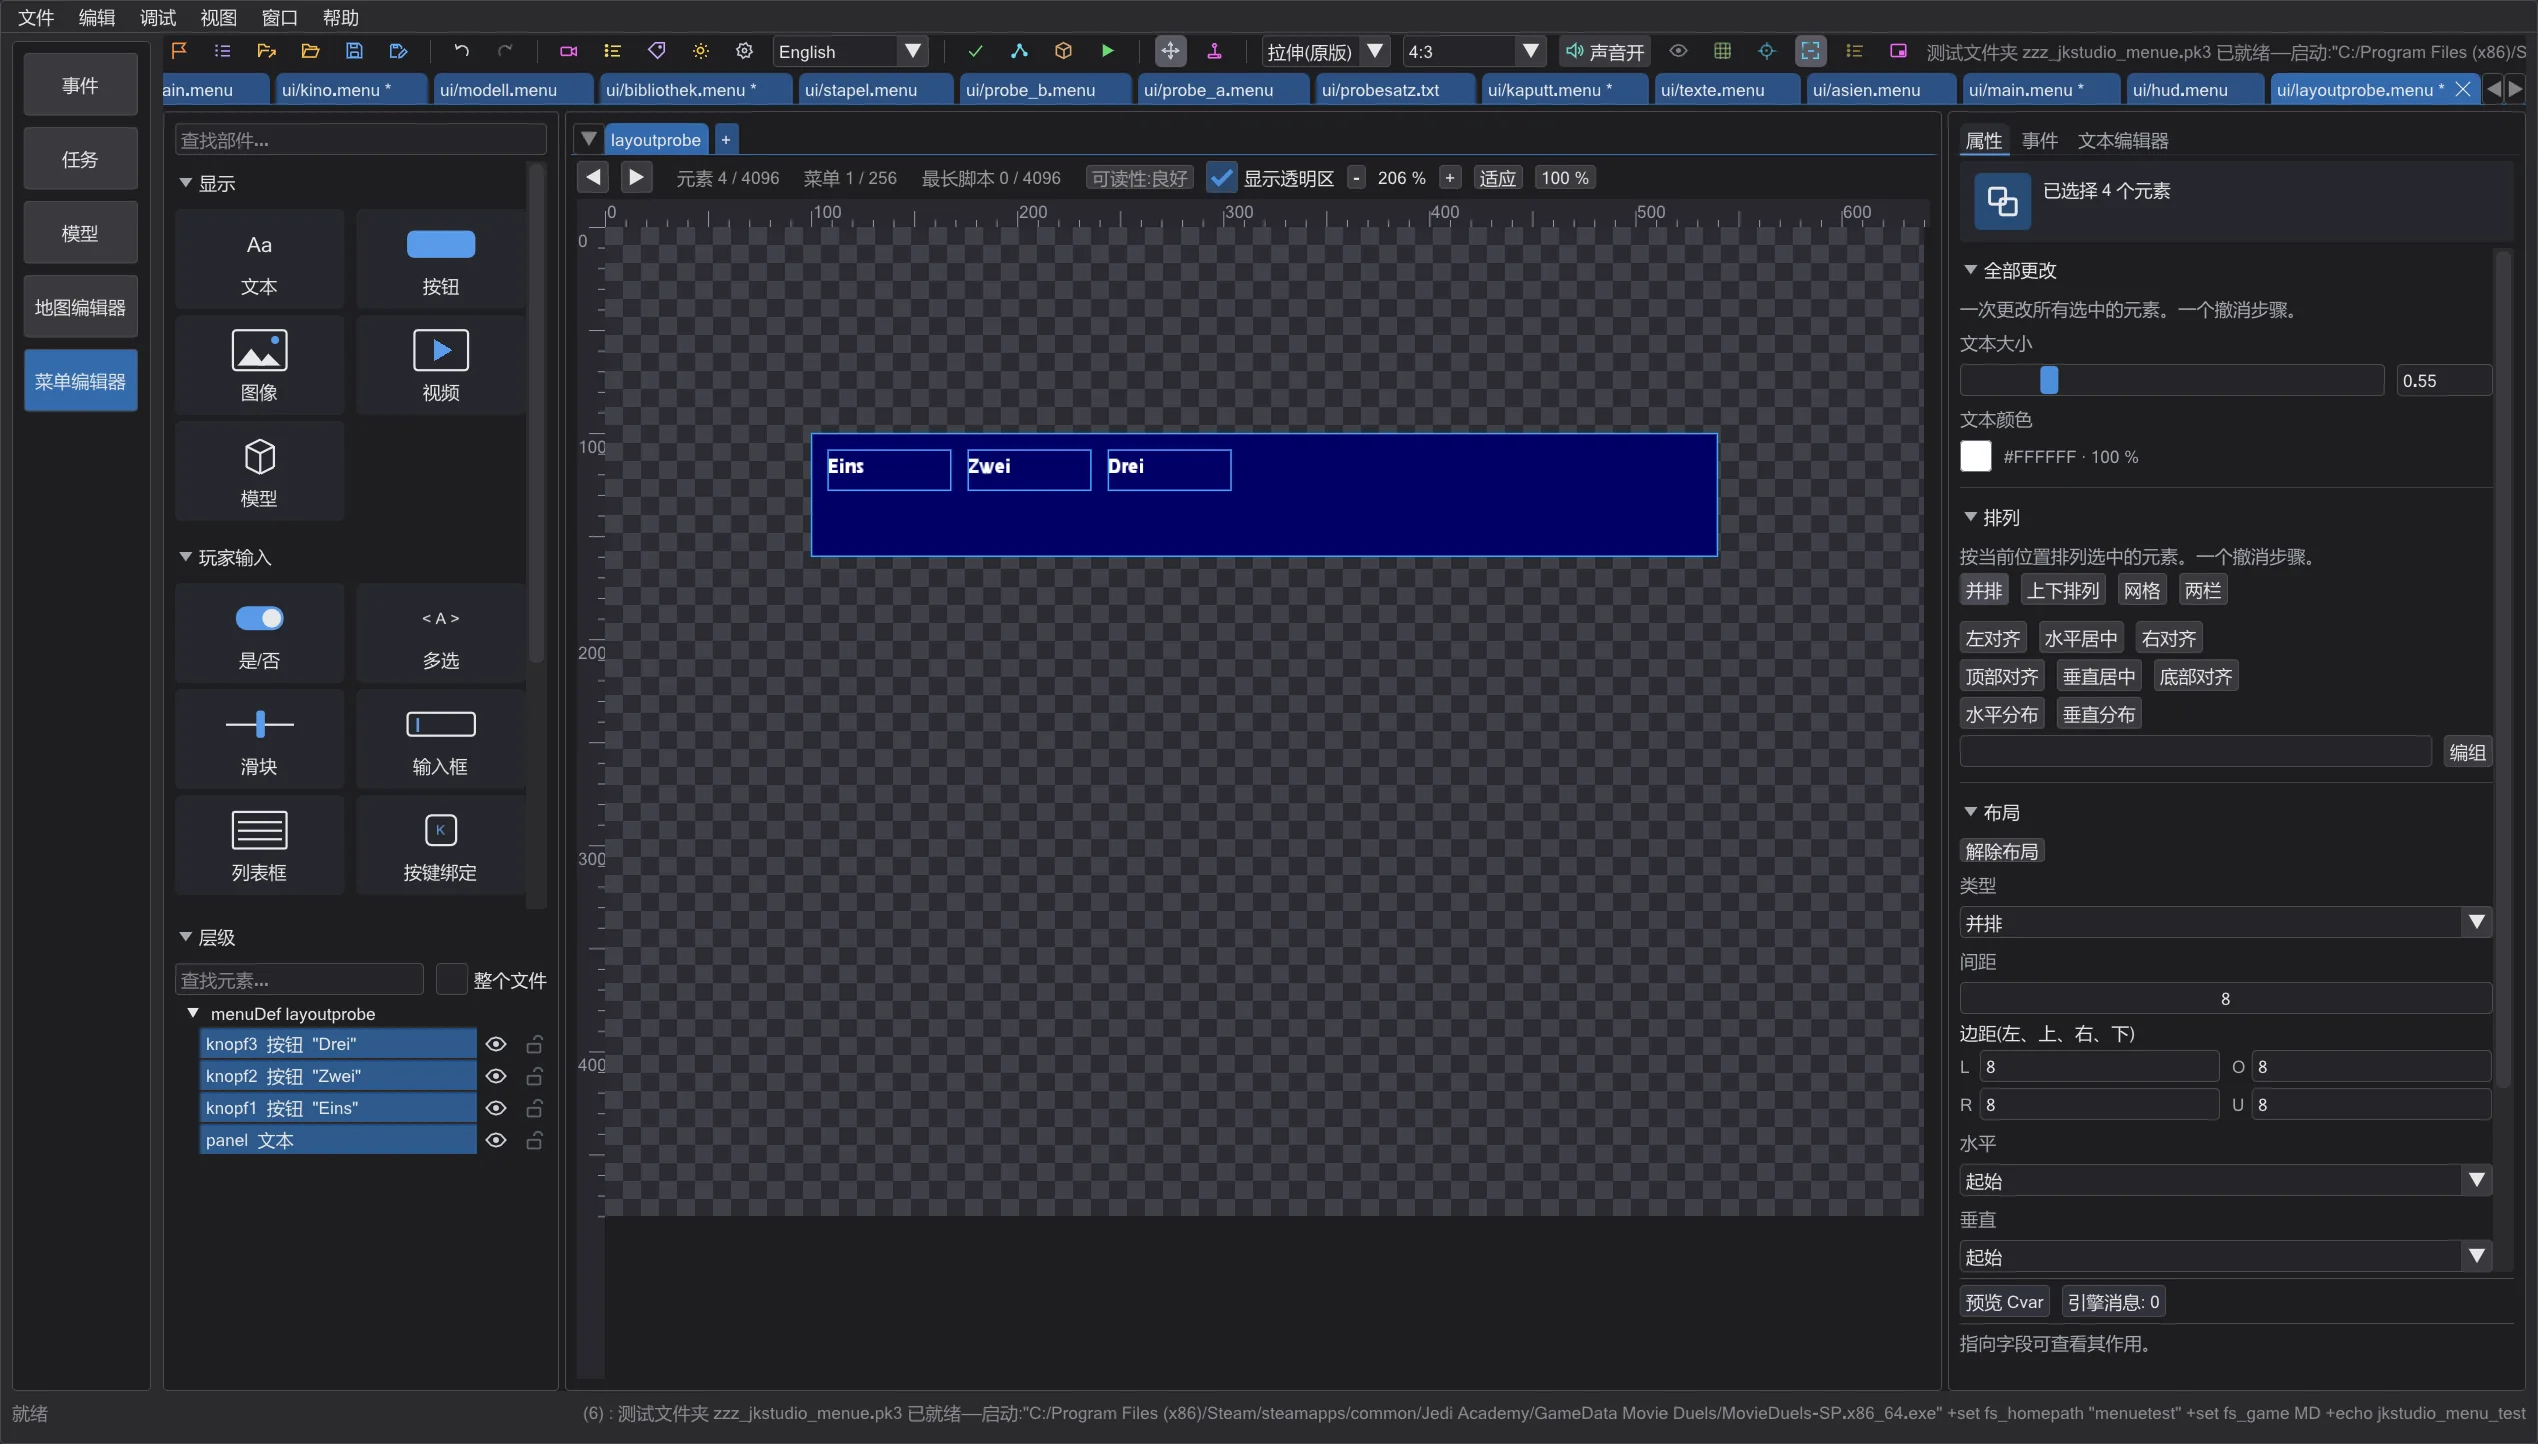 文件 编辑 调试 视图 窗口 帮助
English 拉伸(原版) 4:3 声音开 测试文件夹 zzz_jkstudio_menue.pk3 已就绪—启动:"C:/Program Files (x86)/S
ain.menu ui/kino.menu * ui/modell.menu ui/bibliothek.menu * ui/stapel.menu ui/probe_b.menu ui/probe_a.menu ui/probesatz.txt ui/kaputt.menu * ui/texte.menu ui/asien.menu ui/main.menu * ui/hud.menu ui/layoutprobe.menu *
事件
任务
模型
地图编辑器
菜单编辑器
查找部件...
显示
Aa
文本
按钮
图像
视频
模型
玩家输入
是/否
< A >
多选
滑块
输入框
列表框
K
按键绑定
层级
查找元素...
整个文件
menuDef layoutprobe
knopf3 按钮 "Drei"
knopf2 按钮 "Zwei"
knopf1 按钮 "Eins"
panel 文本
layoutprobe +
元素 4 / 4096 菜单 1 / 256 最长脚本 0 / 4096 可读性:良好 显示透明区 - 206 % + 适应 100 %
0 100 200 300 400 500 600
0
100
200
300
400
Eins Zwei Drei
属性 事件 文本编辑器
已选择 4 个元素
全部更改
一次更改所有选中的元素。一个撤消步骤。
文本大小
0.55
文本颜色
#FFFFFF · 100 %
排列
按当前位置排列选中的元素。一个撤消步骤。
并排 上下排列 网格 两栏
左对齐 水平居中 右对齐
顶部对齐 垂直居中 底部对齐
水平分布 垂直分布
编组
布局
解除布局
类型
并排
间距
8
边距(左、上、右、下)
L 8 O 8
R 8 U 8
水平
起始
垂直
起始
预览 Cvar 引擎消息: 0
指向字段可查看其作用。
就绪
(6) : 测试文件夹 zzz_jkstudio_menue.pk3 已就绪—启动:"C:/Program Files (x86)/Steam/steamapps/common/Jedi Academy/GameData Movie Duels/MovieDuels-SP.x86_64.exe" +set fs_homepath "menuetest" +set fs_game MD +echo jkstudio_menu_test